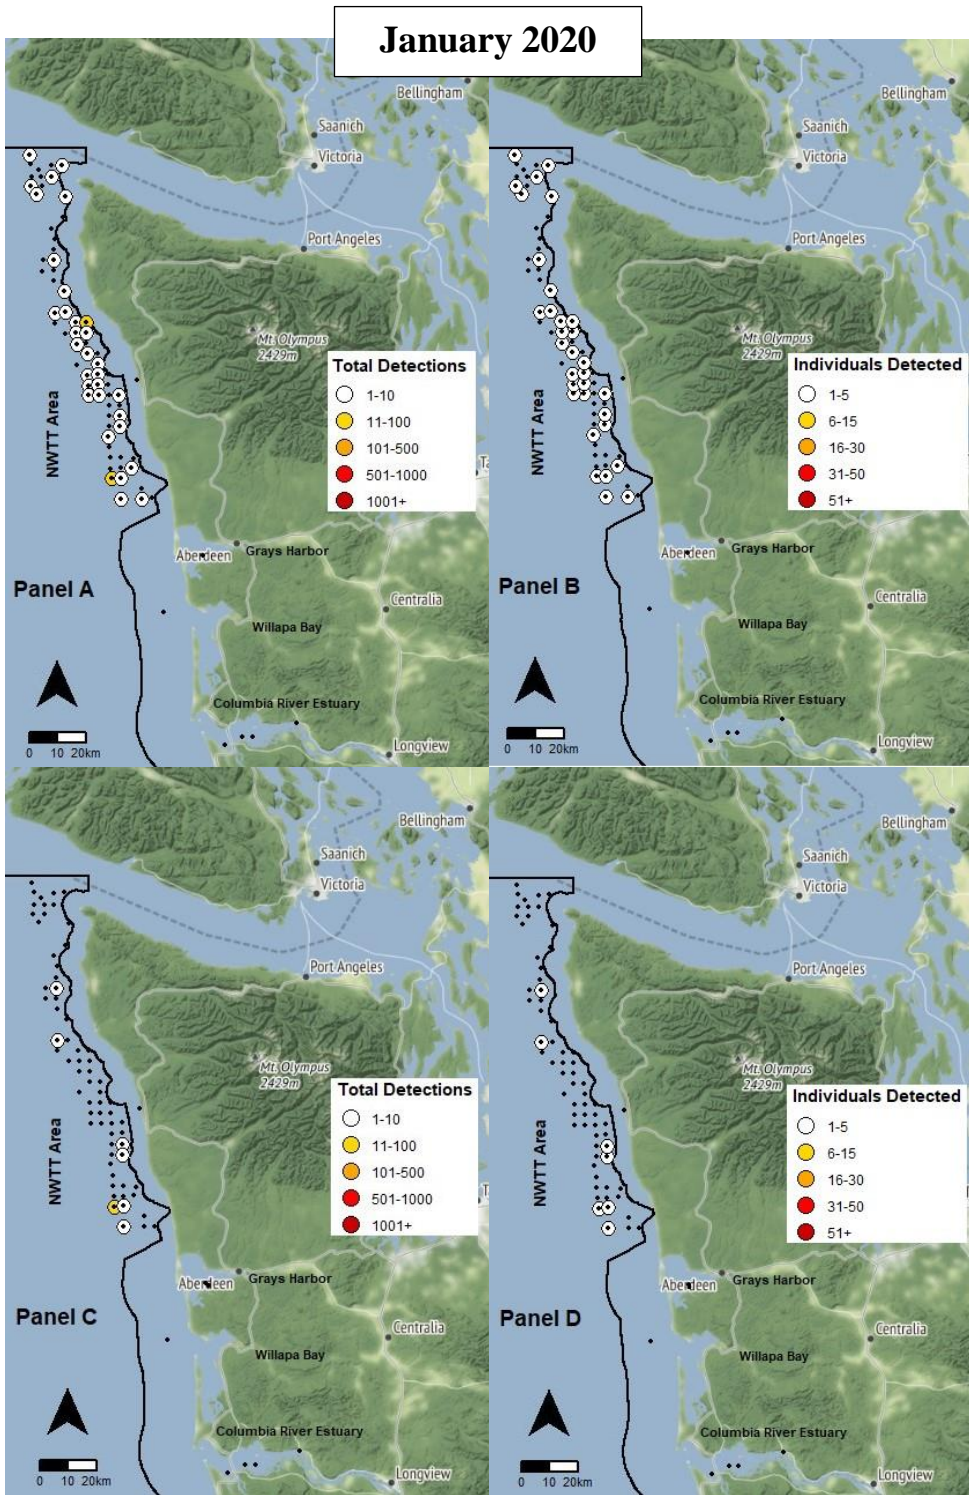 January 2020
Bellingham
Saanich
Victoria
Port Angeles
Mt. Olympus
2429m
Total Detections
1-10
11-100
101-500
501-1000
1001+
NWTT Area
Aberdeen
Grays Harbor
Panel A
Centralia
Willapa Bay
Columbia River Estuary
0 10 20km
Longview
Bellingham
Saanich
Victoria
Port Angeles
Mt. Olympus
2429m
Individuals Detected
1-5
6-15
16-30
31-50
51+
NWTT Area
Aberdeen
Grays Harbor
Panel B
Centralia
Willapa Bay
Columbia River Estuary
0 10 20km
Longview
Bellingham
Saanich
Victoria
Port Angeles
Mt. Olympus
2429m
Total Detections
1-10
11-100
101-500
501-1000
1001+
NWTT Area
Aberdeen
Grays Harbor
Panel C
Centralia
Willapa Bay
Columbia River Estuary
0 10 20km
Longview
Bellingham
Saanich
Victoria
Port Angeles
Mt. Olympus
2429m
Individuals Detected
1-5
6-15
16-30
31-50
51+
NWTT Area
Aberdeen
Grays Harbor
Panel D
Centralia
Willapa Bay
Columbia River Estuary
0 10 20km
Longview